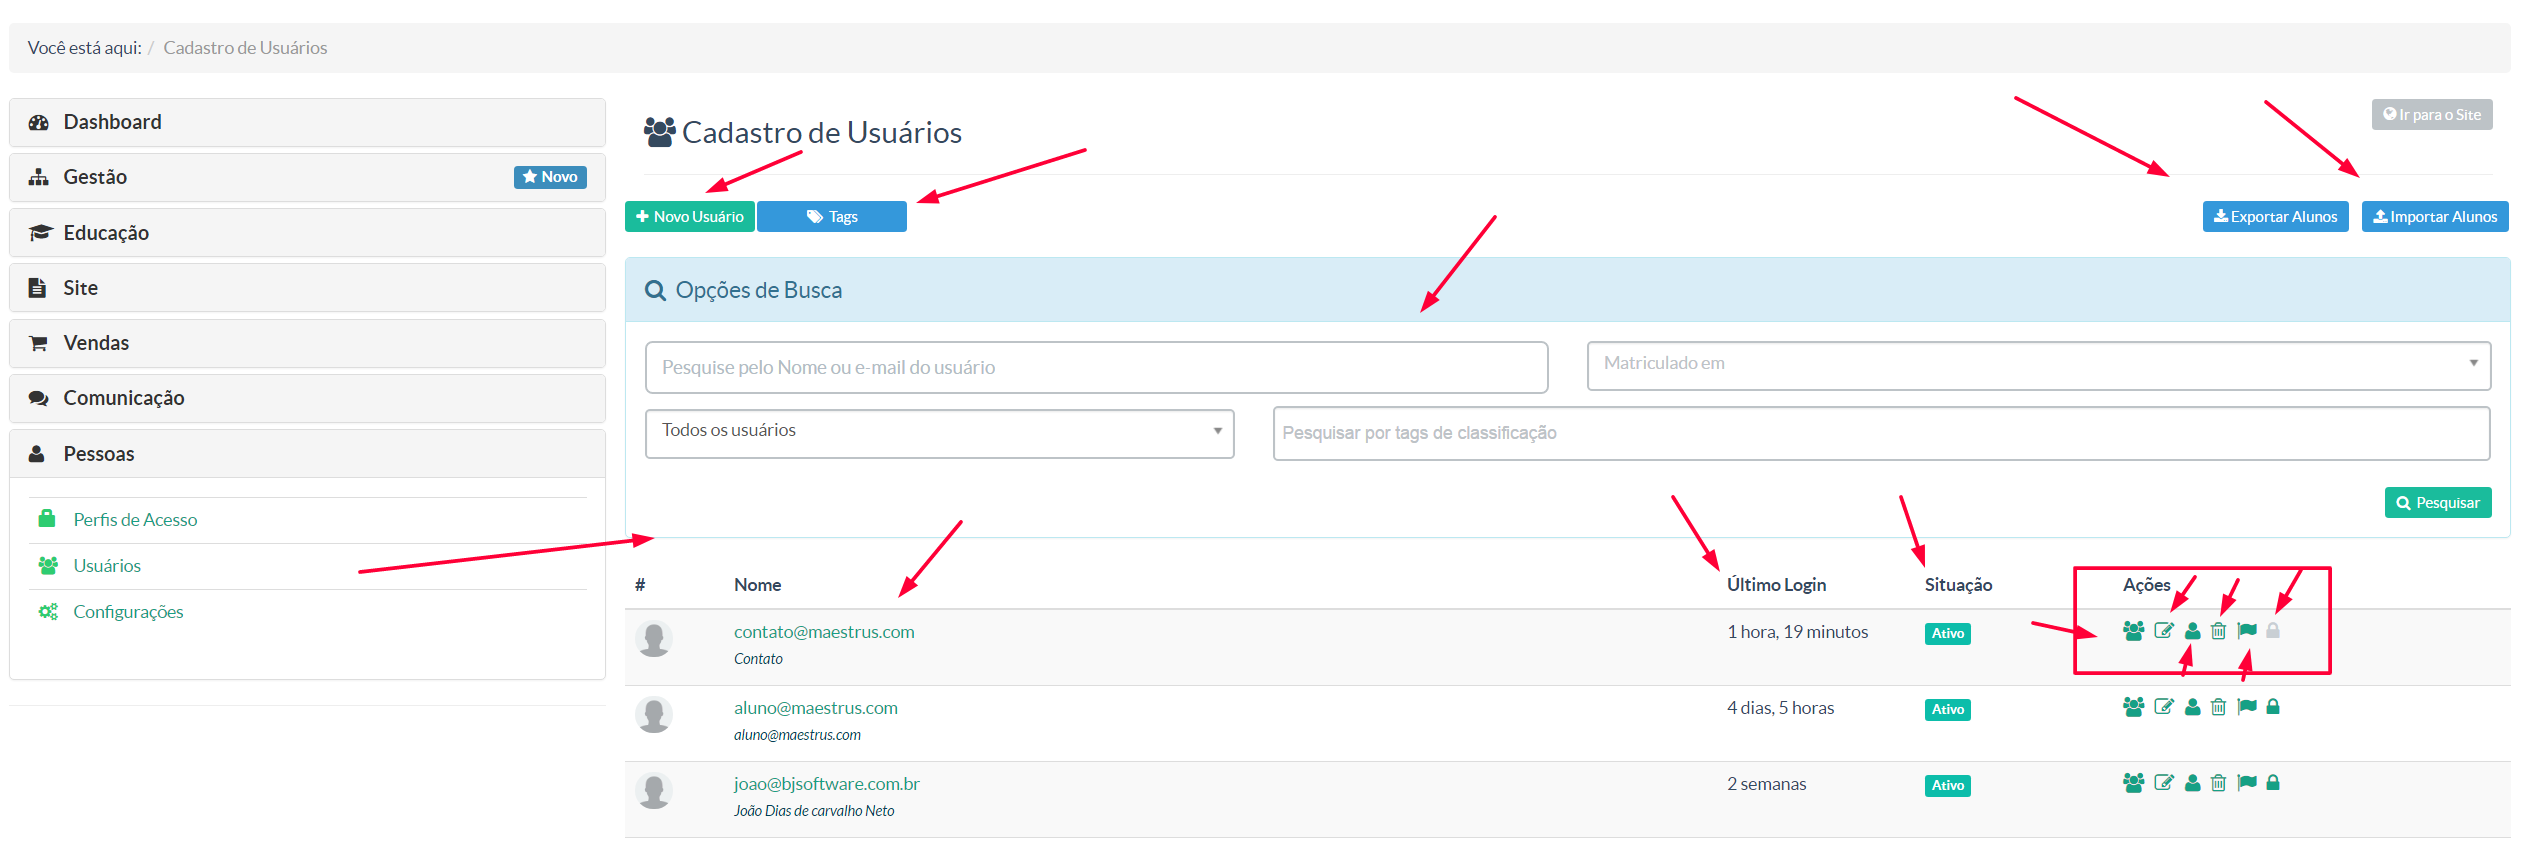 Você está aqui: / Cadastro de Usuários
Dashboard
Gestão
Novo
Educação
Site
Vendas
Comunicação
Pessoas
Perfis de Acesso
Usuários
Configurações
Cadastro de Usuários
Ir para o Site
Novo Usuário
Tags
Exportar Alunos
Importar Alunos
Opções de Busca
Pesquise pelo Nome ou e-mail do usuário
Matriculado em
Todos os usuários
Pesquisar por tags de classificação
Pesquisar
# Nome Último Login Situação Ações
contato@maestrus.com 1 hora, 19 minutos Ativo
Contato
aluno@maestrus.com 4 dias, 5 horas Ativo
aluno@maestrus.com
joao@bjsoftware.com.br 2 semanas Ativo
João Dias de carvalho Neto